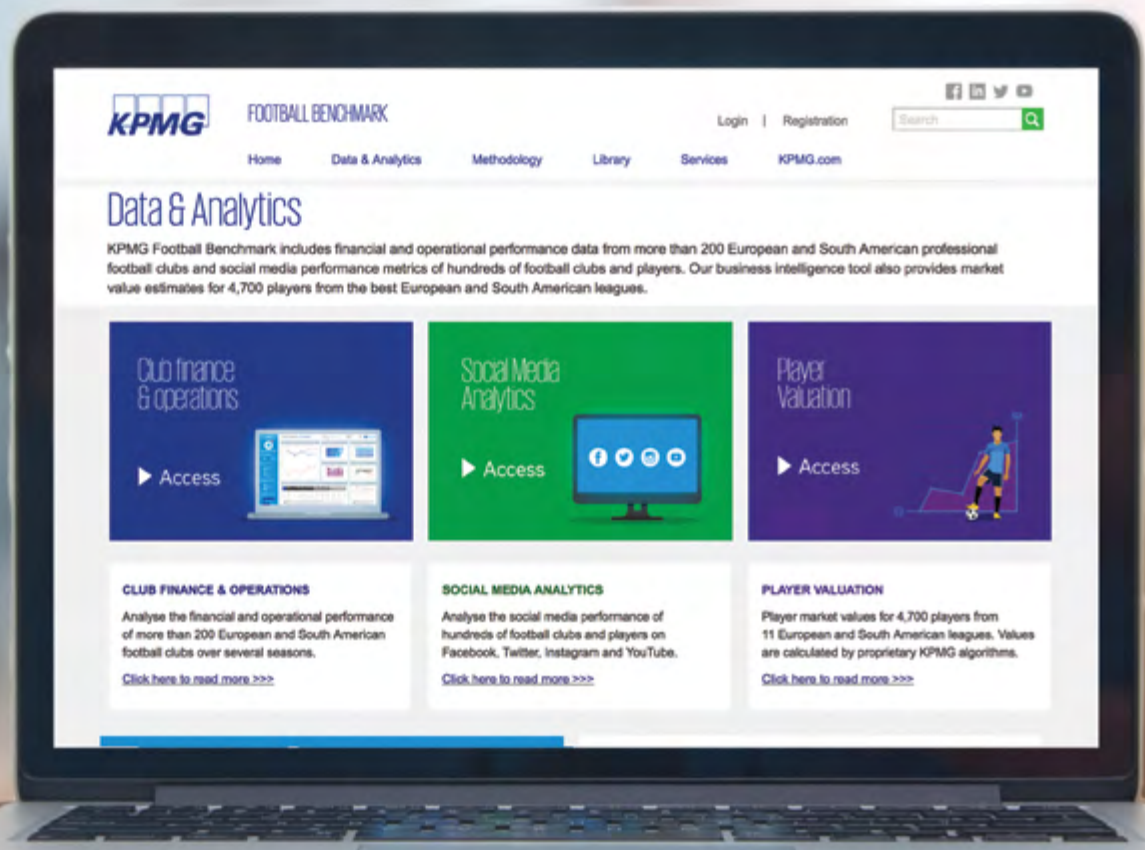 KPMG
FOOTBALL BENCHMARK
Login | Registration
Search
Home Data & Analytics Methodology Library Services KPMG.com
Data & Analytics
KPMG Football Benchmark includes financial and operational performance data from more than 200 European and South American professional
football clubs and social media performance metrics of hundreds of football clubs and players. Our business intelligence tool also provides market
value estimates for 4,700 players from the best European and South American leagues.
Club finance
& operations
Access
Social Media
Analytics
Access
Player
Valuation
Access
CLUB FINANCE & OPERATIONS
Analyse the financial and operational performance
of more than 200 European and South American
football clubs over several seasons.
Click here to read more >>>
SOCIAL MEDIA ANALYTICS
Analyse the social media performance of
hundreds of football clubs and players on
Facebook, Twitter, Instagram and YouTube.
Click here to read more >>>
PLAYER VALUATION
Player market values for 4,700 players from
11 European and South American leagues. Values
are calculated by proprietary KPMG algorithms.
Click here to read more >>>